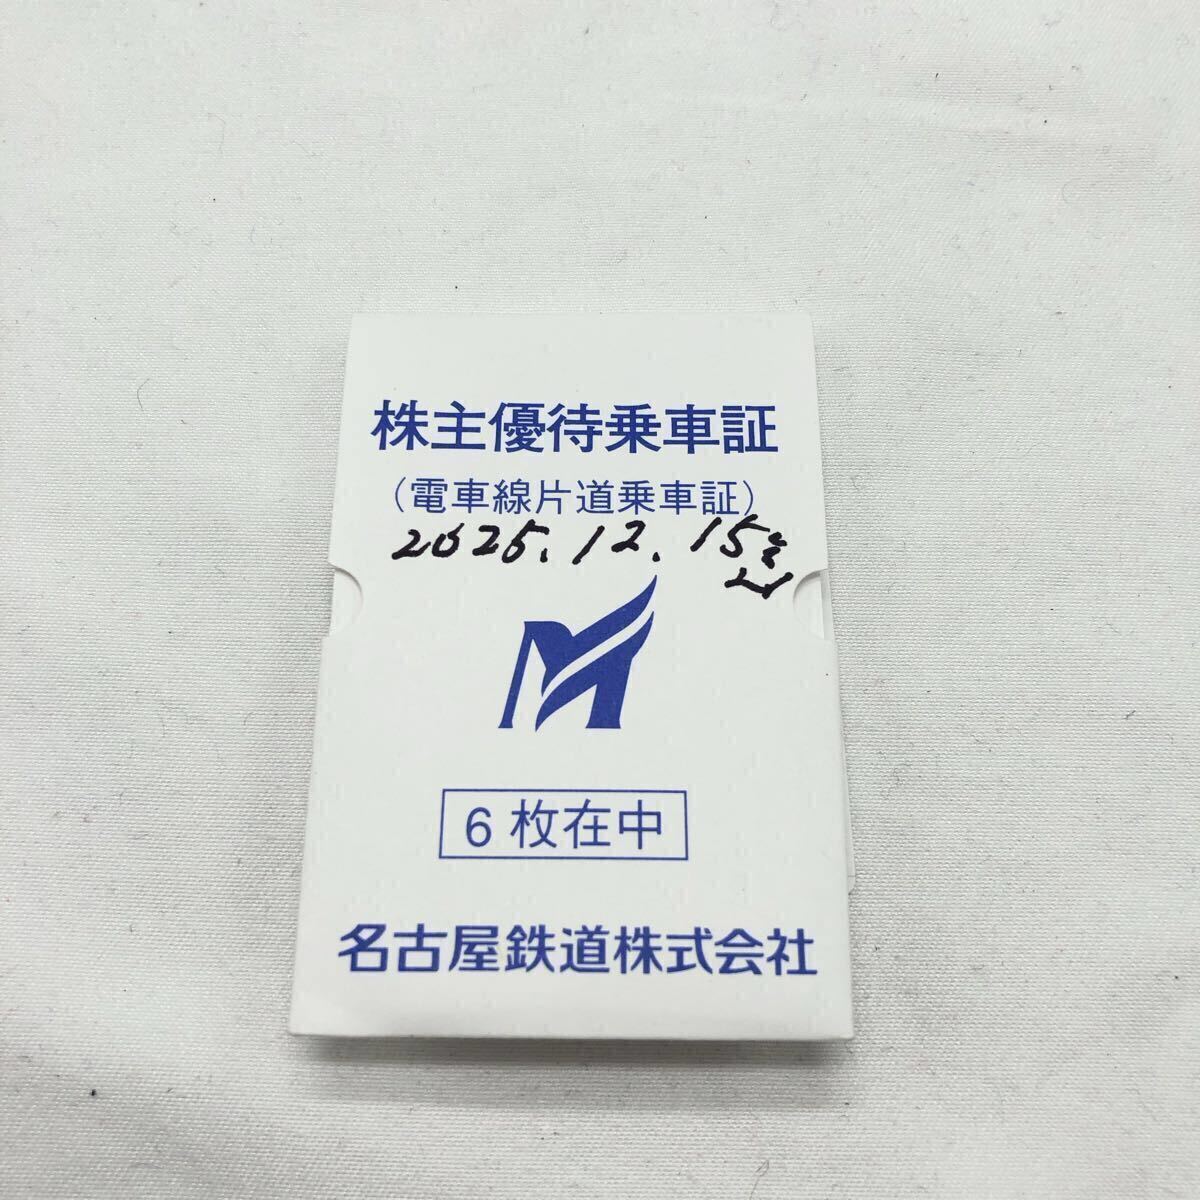 株主優待乗車証
（電車線片道乗車証）
2025.12.15まで
6枚在中
名古屋鉄道株式会社